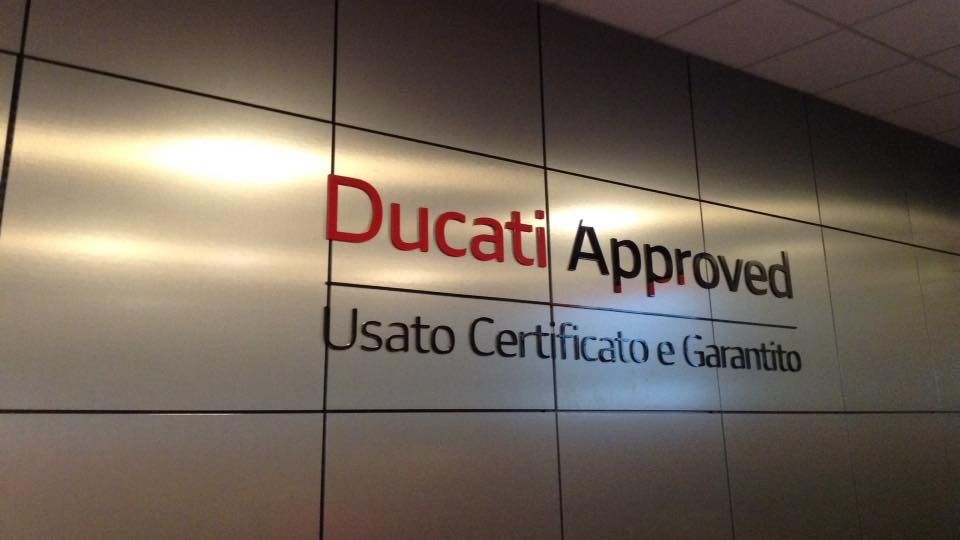 Ducati Approved
Usato Certificato e Garantito